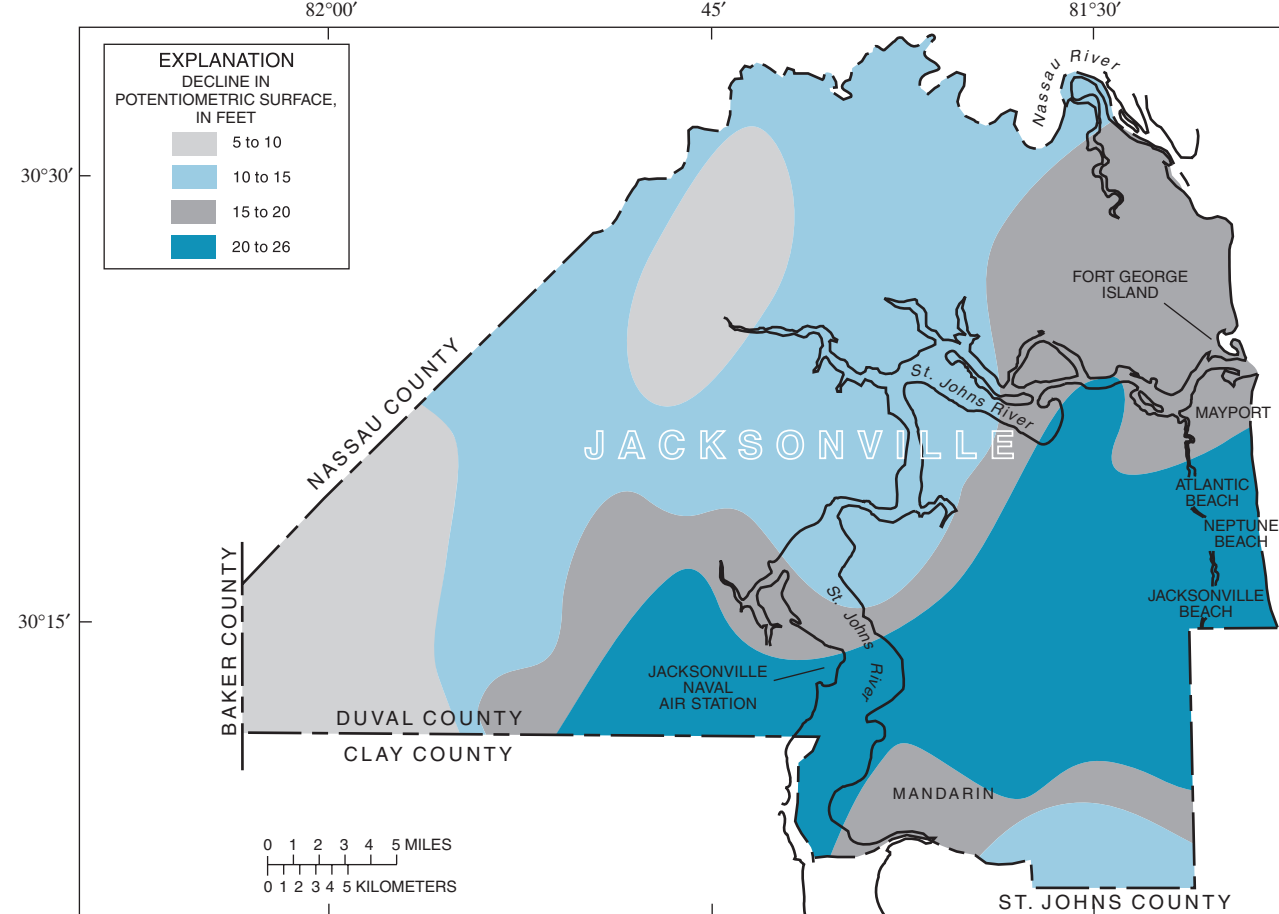 82°00′
45′
81°30′
EXPLANATION
DECLINE IN
POTENTIOMETRIC SURFACE,
IN FEET
5 to 10
10 to 15
15 to 20
20 to 26
Nassau River
30°30′
FORT GEORGE
ISLAND
NASSAU COUNTY
St. Johns River
MAYPORT
JACKSONVILLE
ATLANTIC
BEACH
NEPTUNE
BEACH
BAKER COUNTY
JACKSONVILLE
BEACH
30°15′
St. Johns River
JACKSONVILLE
NAVAL
AIR STATION
DUVAL COUNTY
CLAY COUNTY
MANDARIN
0 1 2 3 4 5 MILES
0 1 2 3 4 5 KILOMETERS
ST. JOHNS COUNTY